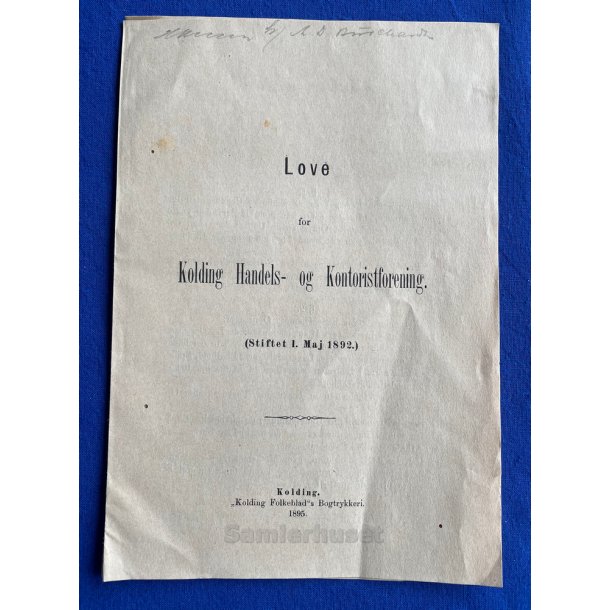 Love
for
Kolding Handels- og Kontoristforening.
(Stiftet 1. Maj 1892.)
Kolding.
„Kolding Folkeblad“s Bogtrykkeri.
1895.
Samlerhuset